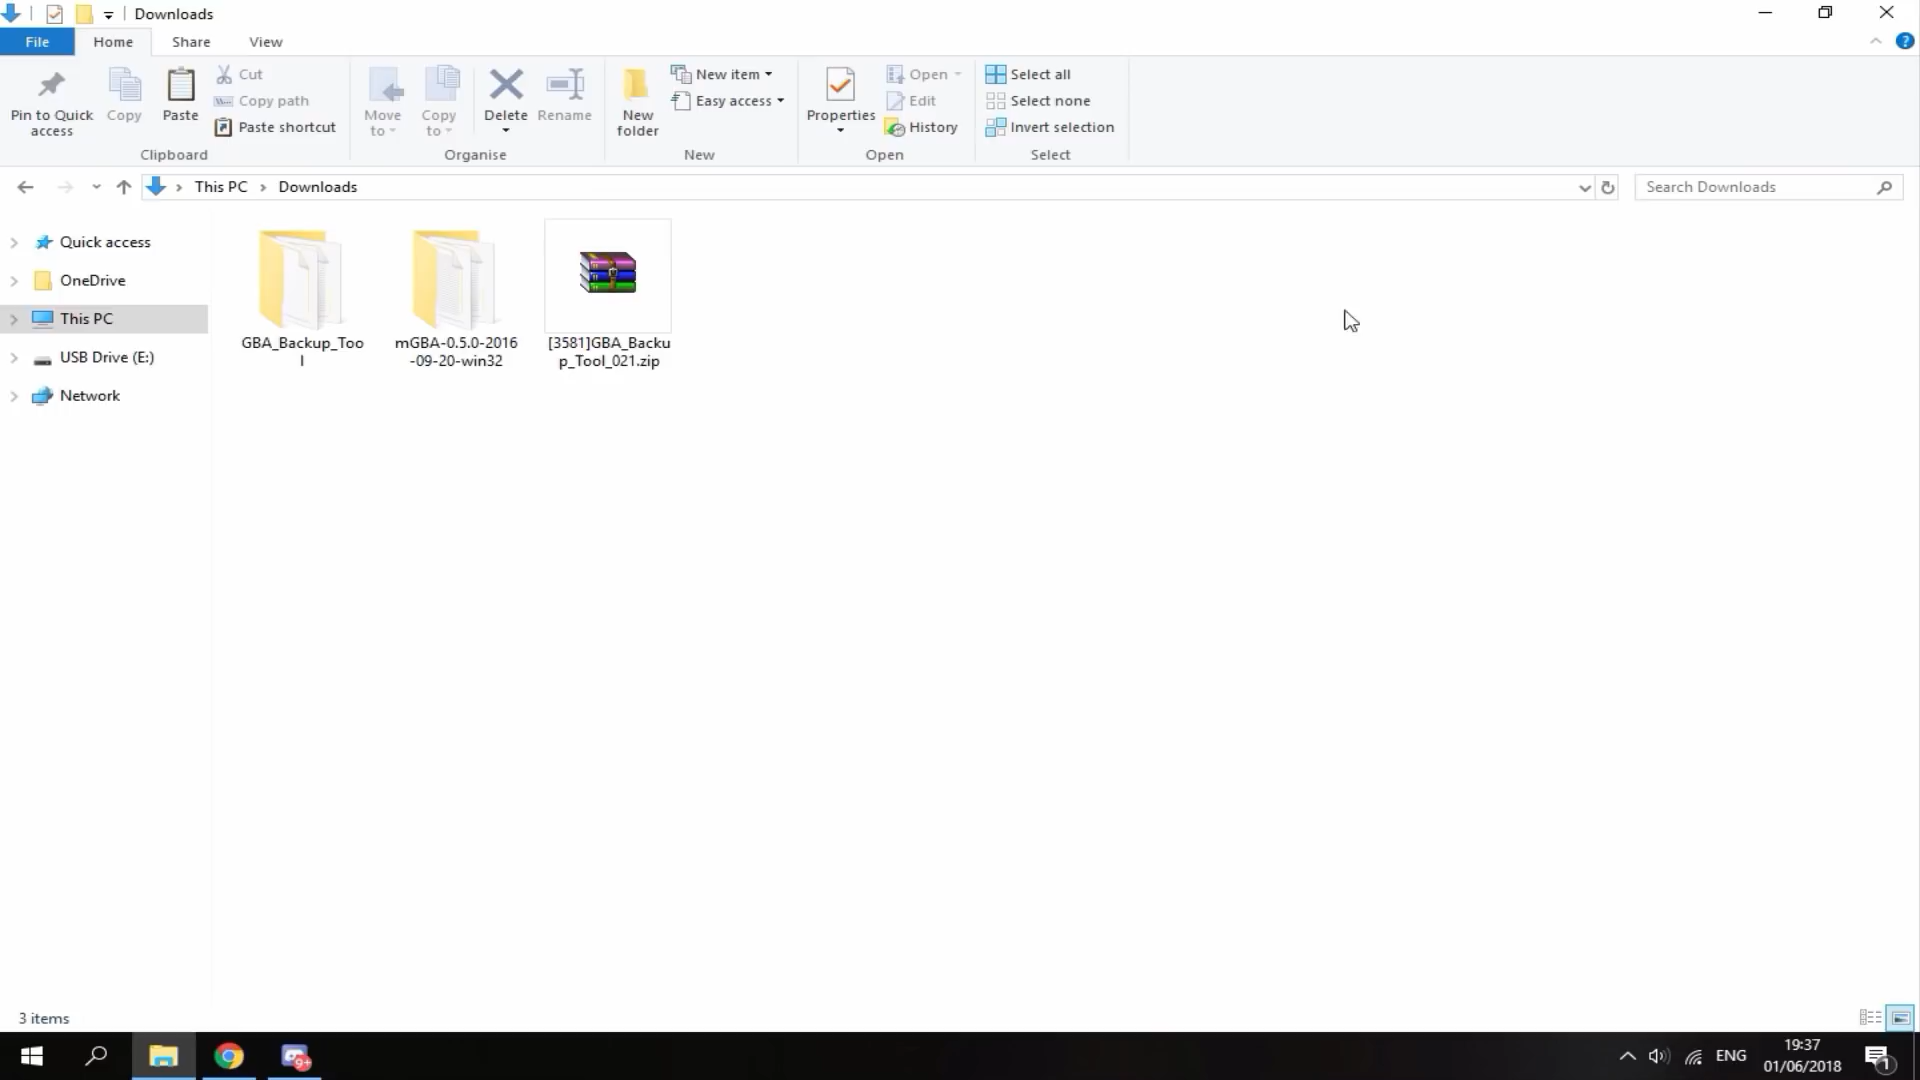 Downloads
File Home Share View
Pin to Quick access
Copy
Paste
Cut
Copy path
Paste shortcut
Clipboard
Move to
Copy to
Delete
Rename
Organise
New folder
New item
Easy access
New
Properties
Open
Edit
History
Open
Select all
Select none
Invert selection
Select
This PC Downloads
Search Downloads
Quick access
OneDrive
This PC
USB Drive (E:)
Network
GBA_Backup_Too
l
mGBA-0.5.0-2016
-09-20-win32
[3581]GBA_Backu
p_Tool_021.zip
3 items
9+
ENG
19:37
01/06/2018
1